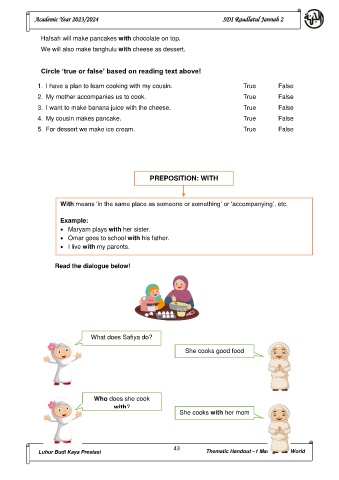 Academic Year 2023/2024
SDI Raudlatul Jannah 2
Hafsah will make pancakes with chocolate on top.
We will also make tanghulu with cheese as dessert.
Circle ‘true or false’ based on reading text above!
1. I have a plan to learn cooking with my cousin. True False
2. My mother accompanies us to cook. True False
3. I want to make banana juice with the cheese. True False
4. My cousin makes pancake. True False
5. For dessert we make ice cream. True False
PREPOSITION: WITH
With means ‘in the same place as someone or something’ or ‘accompanying’, etc.
Example:
• Maryam plays with her sister.
• Omar goes to school with his father.
• I live with my parents.
Read the dialogue below!
What does Safiya do?
She cooks good food
Who does she cook
with?
She cooks with her mom
Luhur Budi Kaya Prestasi
43
Thematic Handout – World